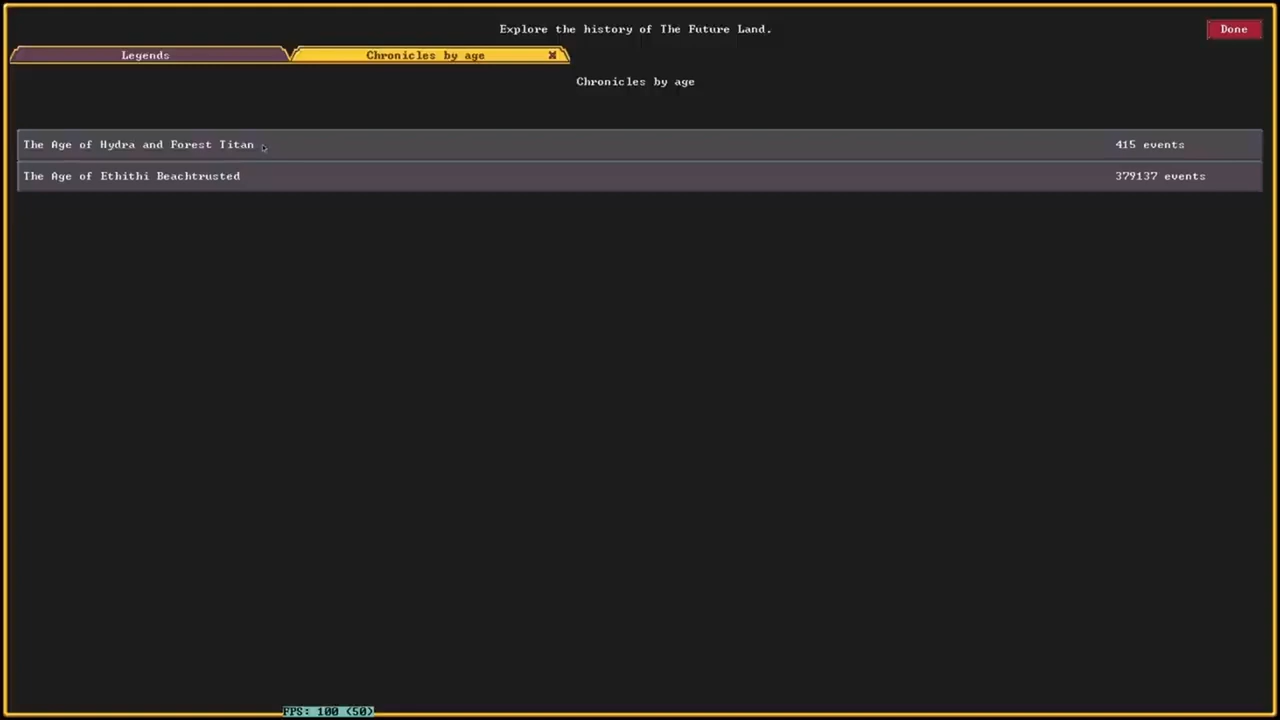 Explore the history of The Future Land.
Done
Legends
Chronicles by age
Chronicles by age
The Age of Hydra and Forest Titan 415 events
The Age of Ethithi Beachtrusted 379137 events
FPS: 100 (50)